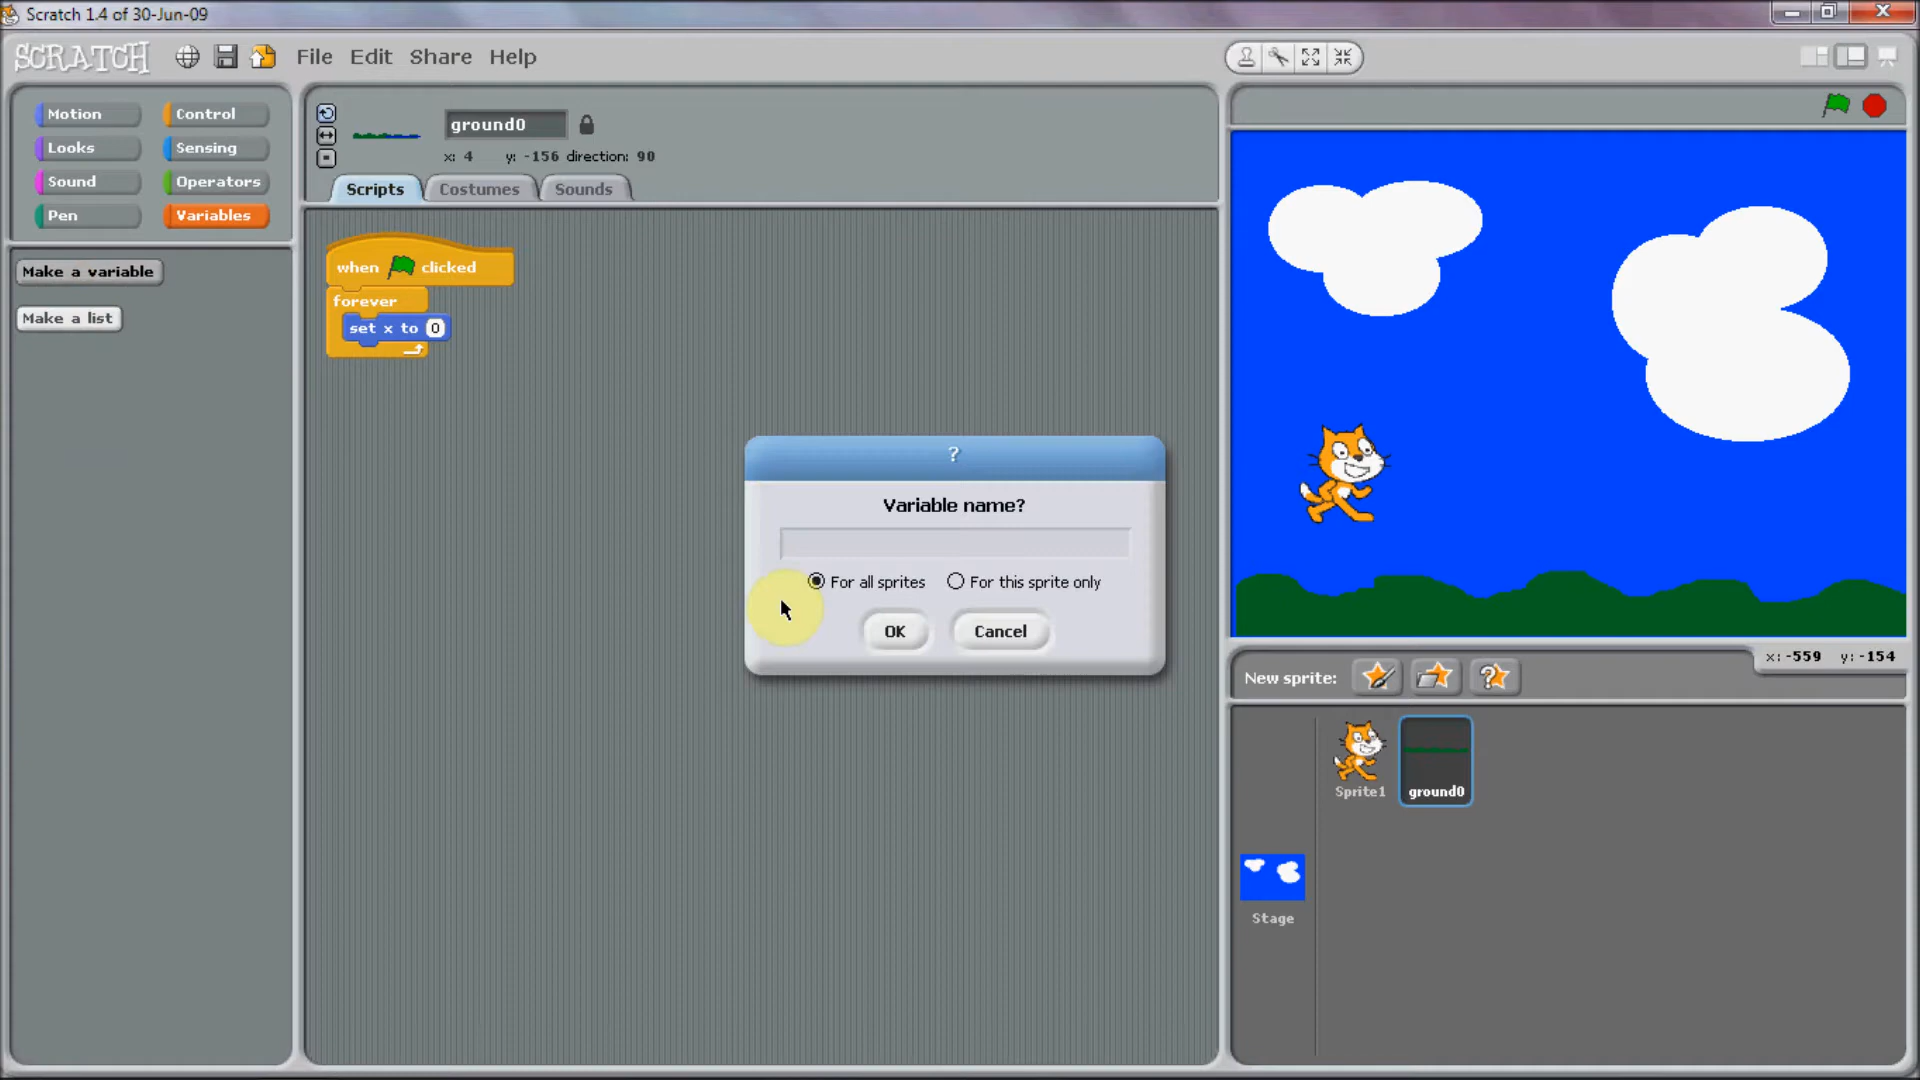 Scratch 1.4 of 30-Jun-09
SCRATCH File Edit Share Help
Motion Control
Looks Sensing
Sound Operators
Pen Variables
Make a variable
Make a list
ground0
x: 4 y: -156 direction: 90
Scripts Costumes Sounds
when clicked
forever
set x to 0
?
Variable name?
For all sprites For this sprite only
OK Cancel
x: -559 y: -154
New sprite:
Sprite1 ground0
Stage